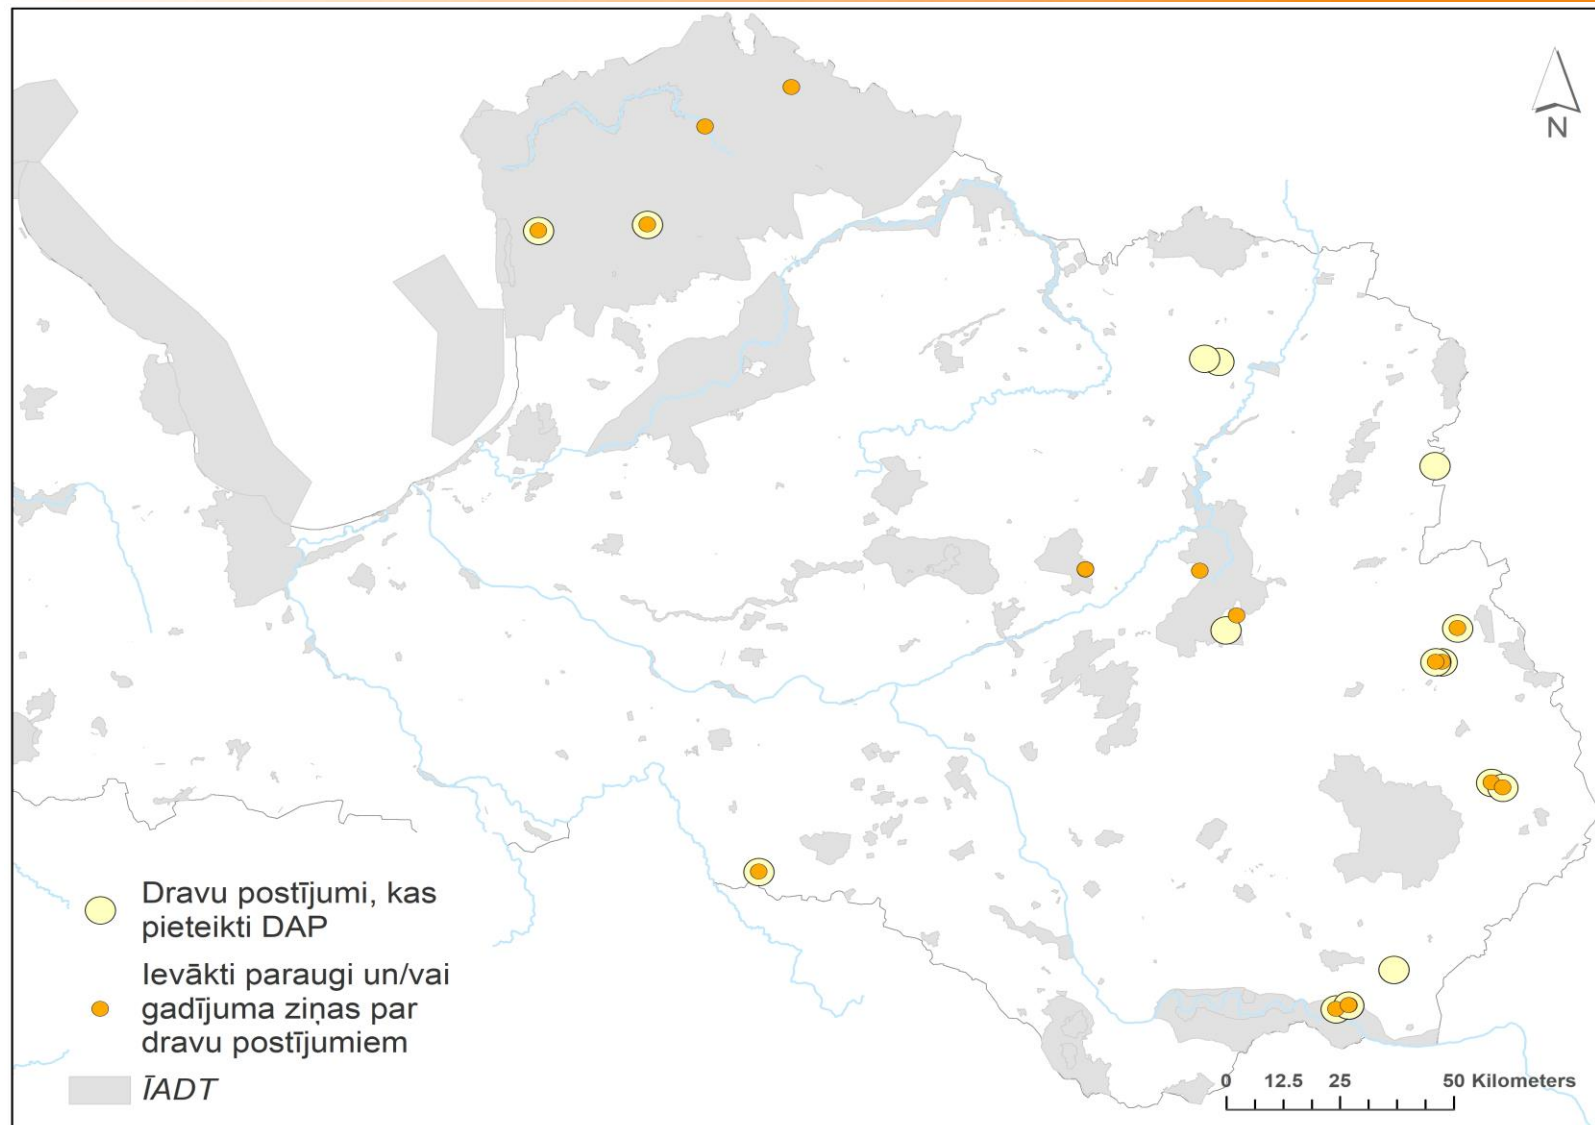 N
Dravu postījumi, kas
pieteikti DAP
Ievākti paraugi un/vai
gadījuma ziņas par
dravu postījumiem
ĪADT
0 12.5 25 50 Kilometers